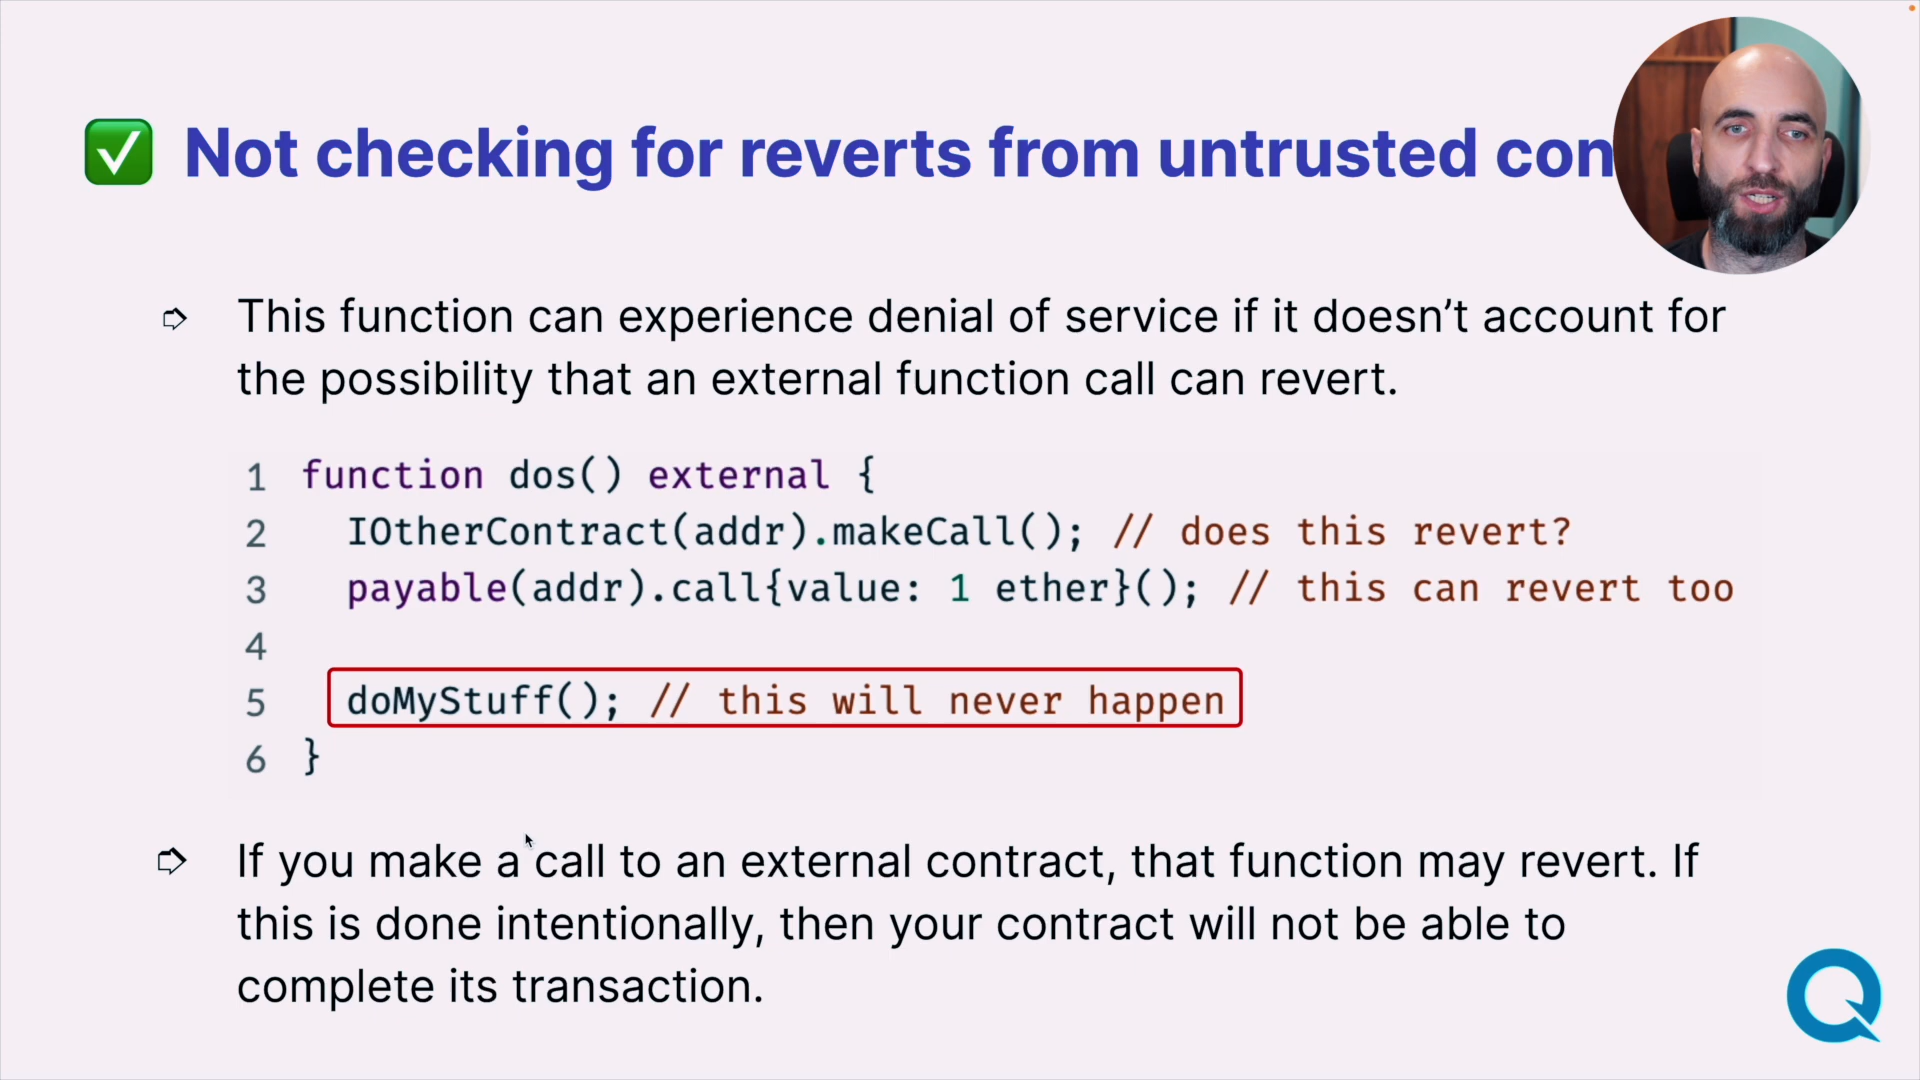 ✅ Not checking for reverts from untrusted con
➩ This function can experience denial of service if it doesn’t account for
the possibility that an external function call can revert.
1 function dos() external {
2 IOtherContract(addr).makeCall(); // does this revert?
3 payable(addr).call{value: 1 ether}(); // this can revert too
4
5 doMyStuff(); // this will never happen
6 }
➩ If you make a call to an external contract, that function may revert. If
this is done intentionally, then your contract will not be able to
complete its transaction.